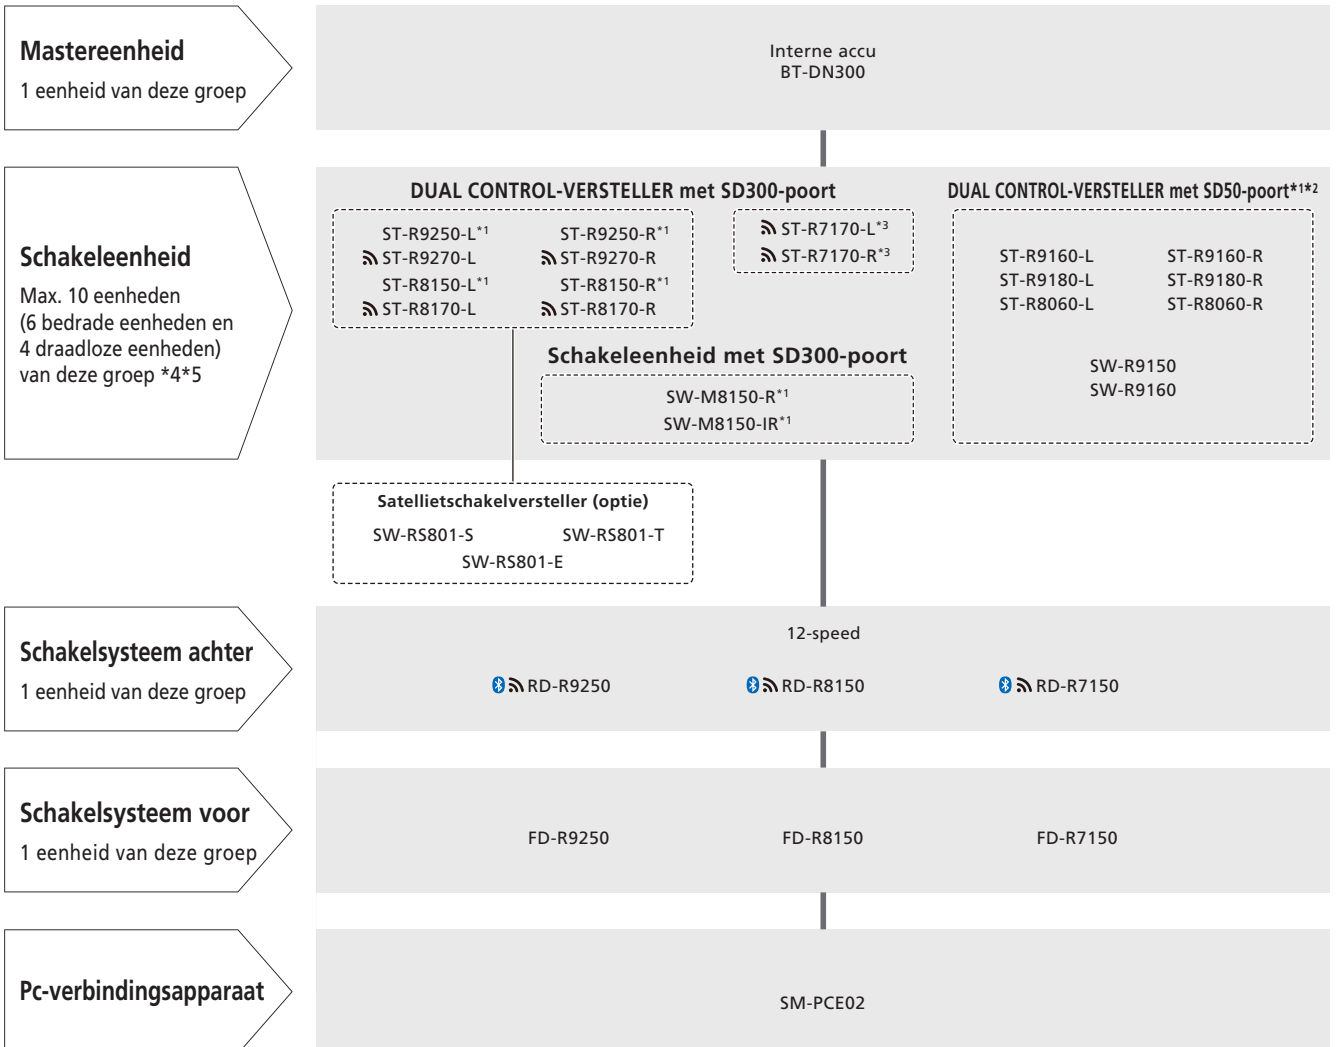 Mastereenheid
1 eenheid van deze groep
Interne accu
BT-DN300
Schakeleenheid
Max. 10 eenheden
(6 bedrade eenheden en
4 draadloze eenheden)
van deze groep *4*5
DUAL CONTROL-VERSTELLER met SD300-poort
ST-R9250-L*1 ST-R9250-R*1
ST-R9270-L ST-R9270-R
ST-R8150-L*1 ST-R8150-R*1
ST-R8170-L ST-R8170-R
ST-R7170-L*3
ST-R7170-R*3
Schakeleenheid met SD300-poort
SW-M8150-R*1
SW-M8150-IR*1
DUAL CONTROL-VERSTELLER met SD50-poort*1*2
ST-R9160-L ST-R9160-R
ST-R9180-L ST-R9180-R
ST-R8060-L ST-R8060-R
SW-R9150
SW-R9160
Satellietschakelversteller (optie)
SW-RS801-S SW-RS801-T
SW-RS801-E
Schakelsysteem achter
1 eenheid van deze groep
12-speed
RD-R9250 RD-R8150 RD-R7150
Schakelsysteem voor
1 eenheid van deze groep
FD-R9250 FD-R8150 FD-R7150
Pc-verbindingsapparaat
SM-PCE02